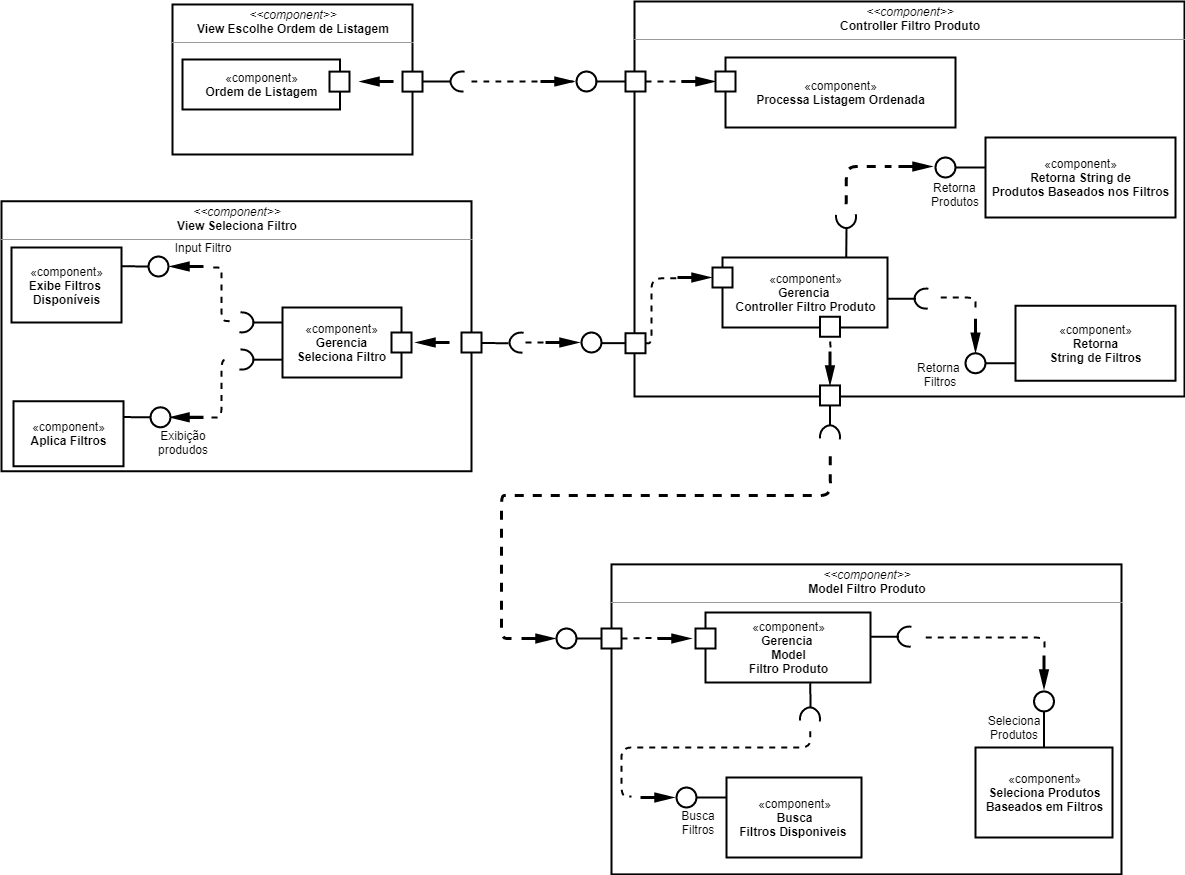 <<component>>
View Escolhe Ordem de Listagem
«component»
Ordem de Listagem
<<component>>
Controller Filtro Produto
«component»
Processa Listagem Ordenada
«component»
Retorna String de
Produtos Baseados nos Filtros
Retorna
Produtos
«component»
Gerencia
Controller Filtro Produto
«component»
Retorna
String de Filtros
Retorna
Filtros
<<component>>
View Seleciona Filtro
Input Filtro
«component»
Exibe Filtros
Disponíveis
«component»
Gerencia
Seleciona Filtro
«component»
Aplica Filtros
Exibição
produdos
<<component>>
Model Filtro Produto
«component»
Gerencia
Model
Filtro Produto
Seleciona
Produtos
«component»
Seleciona Produtos
Baseados em Filtros
Busca
Filtros
«component»
Busca
Filtros Disponiveis